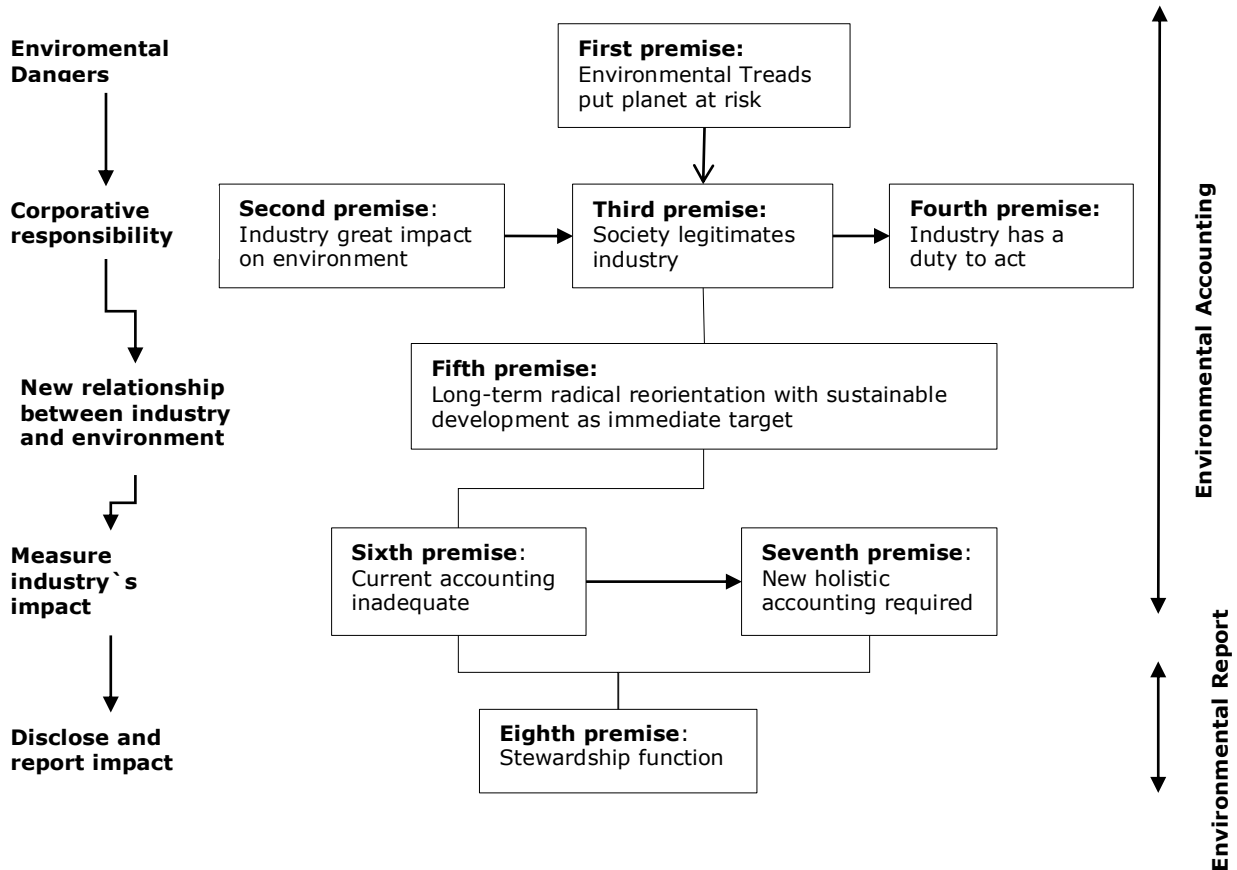 Enviromental
Dangers
First premise:
Environmental Treads
put planet at risk
Corporative
responsibility
Second premise:
Industry great impact
on environment
Third premise:
Society legitimates
industry
Fourth premise:
Industry has a
duty to act
Environmental Accounting
New relationship
between industry
and environment
Fifth premise:
Long-term radical reorientation with sustainable
development as immediate target
Measure
industry`s
impact
Sixth premise:
Current accounting
inadequate
Seventh premise:
New holistic
accounting required
Disclose and
report impact
Eighth premise:
Stewardship function
Environmental Report